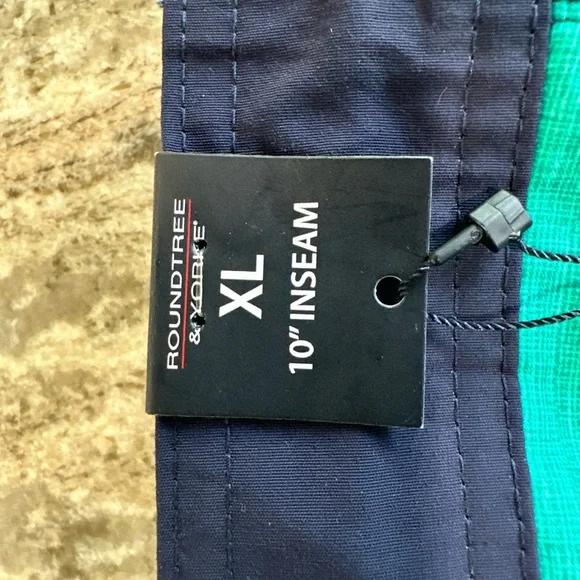 ROUNDTREE
& YORKE®
XL
10" INSEAM